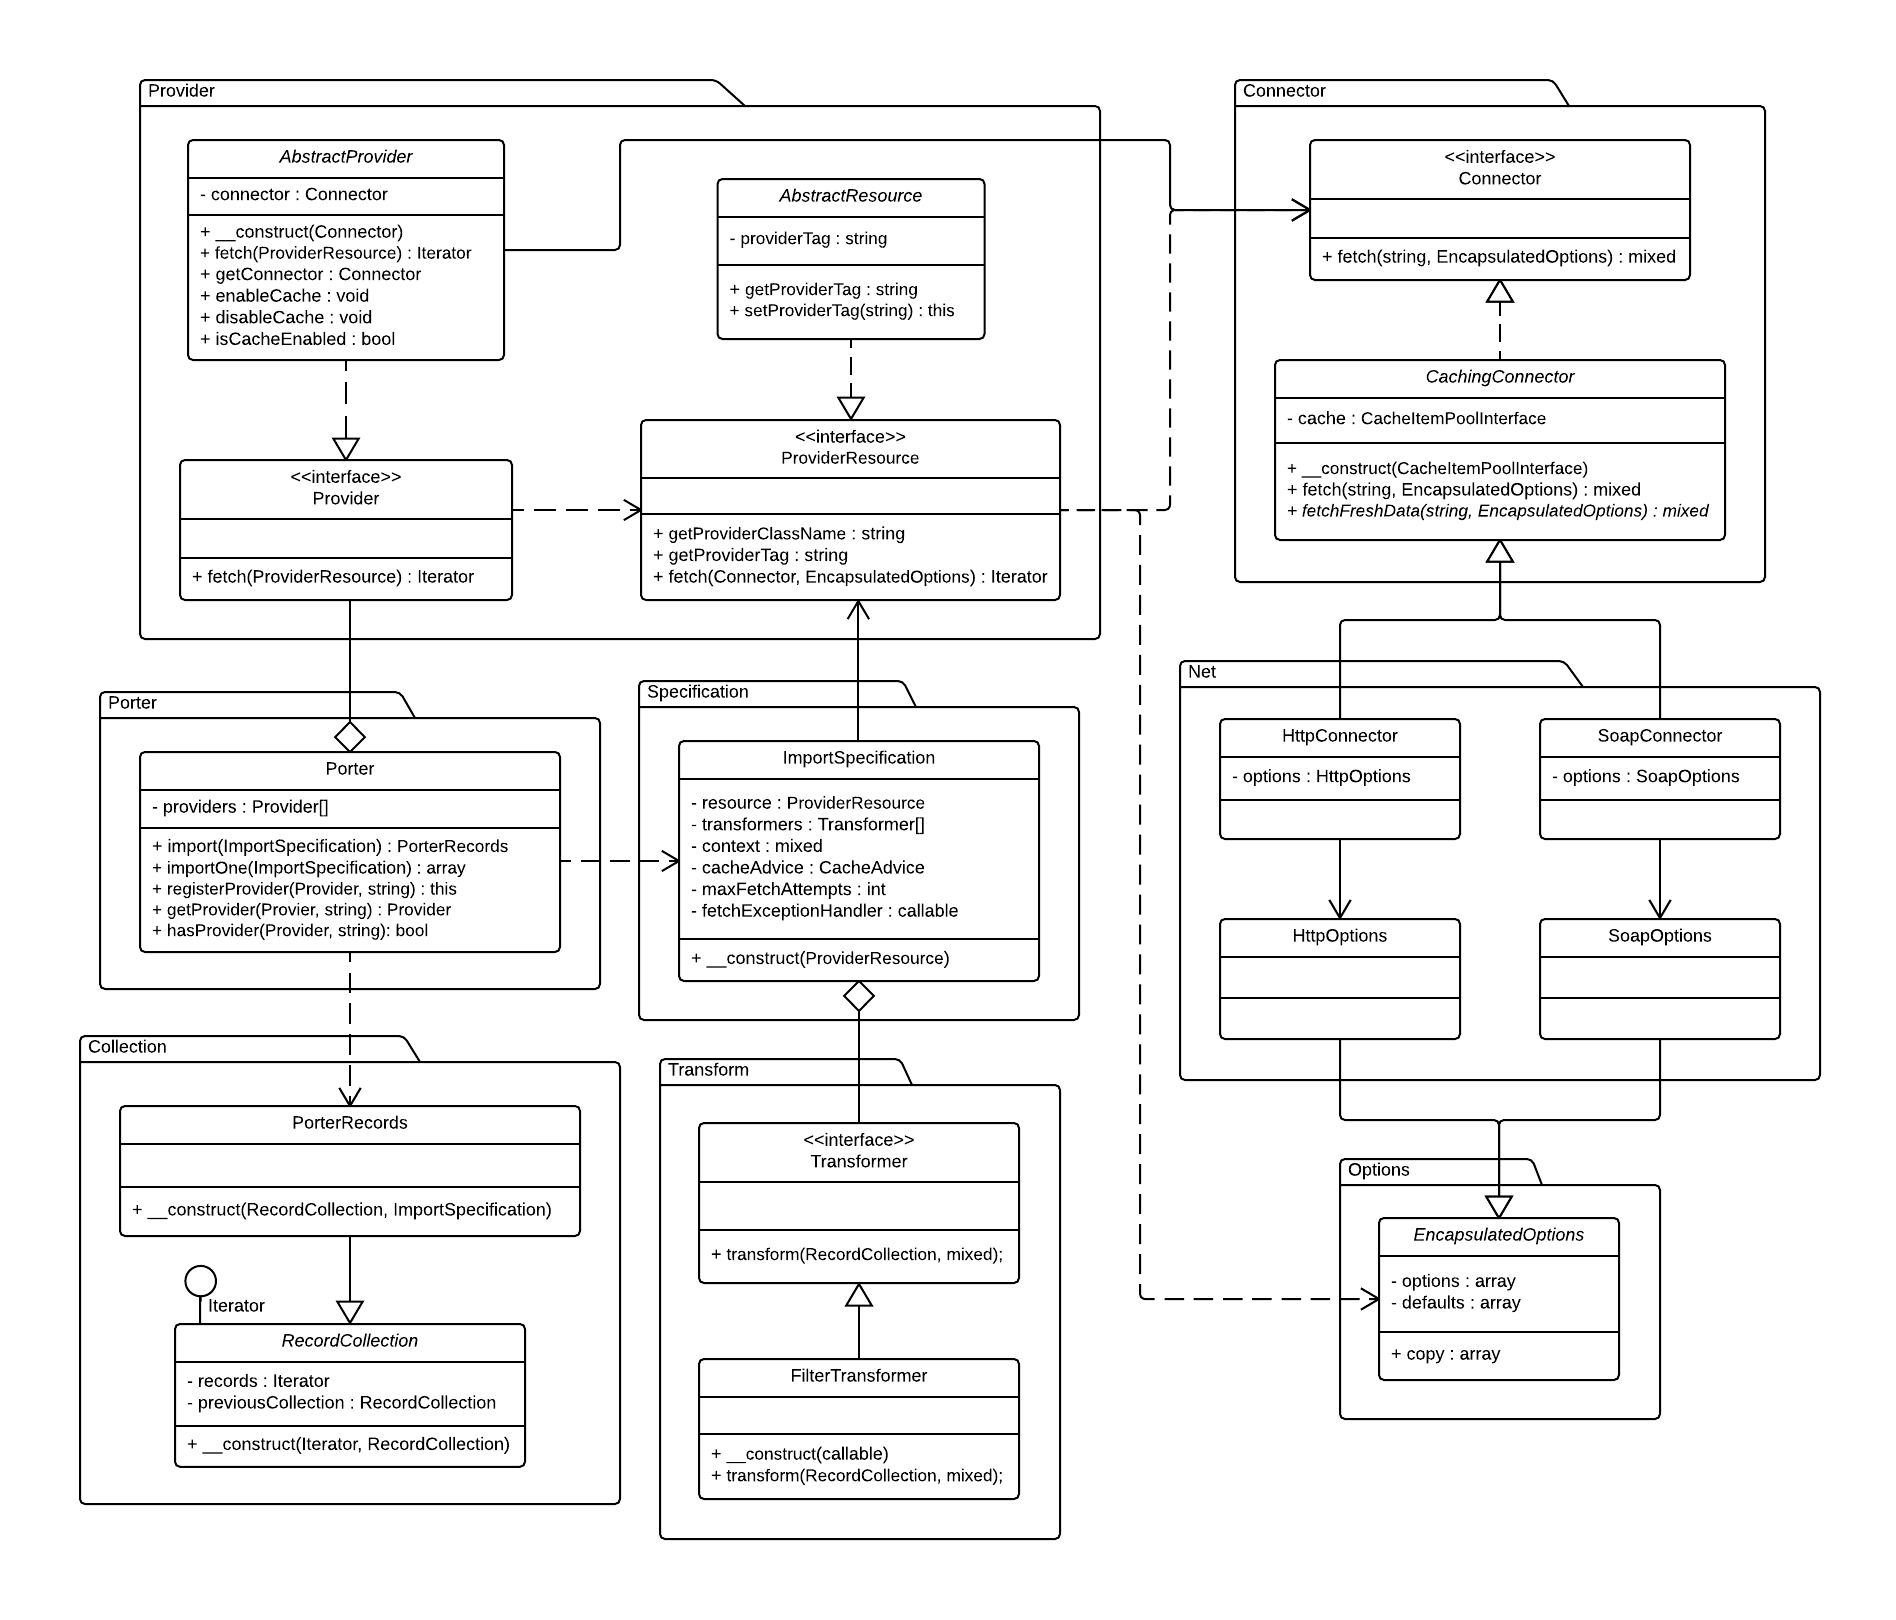 Provider
AbstractProvider
- connector : Connector
+ __construct(Connector)
+ fetch(ProviderResource) : Iterator
+ getConnector : Connector
+ enableCache : void
+ disableCache : void
+ isCacheEnabled : bool
AbstractResource
- providerTag : string
+ getProviderTag : string
+ setProviderTag(string) : this
<<interface>>
Provider
+ fetch(ProviderResource) : Iterator
<<interface>>
ProviderResource
+ getProviderClassName : string
+ getProviderTag : string
+ fetch(Connector, EncapsulatedOptions) : Iterator
Connector
<<interface>>
Connector
+ fetch(string, EncapsulatedOptions) : mixed
CachingConnector
- cache : CacheItemPoolInterface
+ __construct(CacheItemPoolInterface)
+ fetch(string, EncapsulatedOptions) : mixed
+ fetchFreshData(string, EncapsulatedOptions) : mixed
Porter
Porter
- providers : Provider[]
+ import(ImportSpecification) : PorterRecords
+ importOne(ImportSpecification) : array
+ registerProvider(Provider, string) : this
+ getProvider(Provier, string) : Provider
+ hasProvider(Provider, string): bool
Specification
ImportSpecification
- resource : ProviderResource
- transformers : Transformer[]
- context : mixed
- cacheAdvice : CacheAdvice
- maxFetchAttempts : int
- fetchExceptionHandler : callable
+ __construct(ProviderResource)
Net
HttpConnector
- options : HttpOptions
SoapConnector
- options : SoapOptions
HttpOptions
SoapOptions
Collection
PorterRecords
+ __construct(RecordCollection, ImportSpecification)
Iterator
RecordCollection
- records : Iterator
- previousCollection : RecordCollection
+ __construct(Iterator, RecordCollection)
Transform
<<interface>>
Transformer
+ transform(RecordCollection, mixed);
FilterTransformer
+ __construct(callable)
+ transform(RecordCollection, mixed);
Options
EncapsulatedOptions
- options : array
- defaults : array
+ copy : array